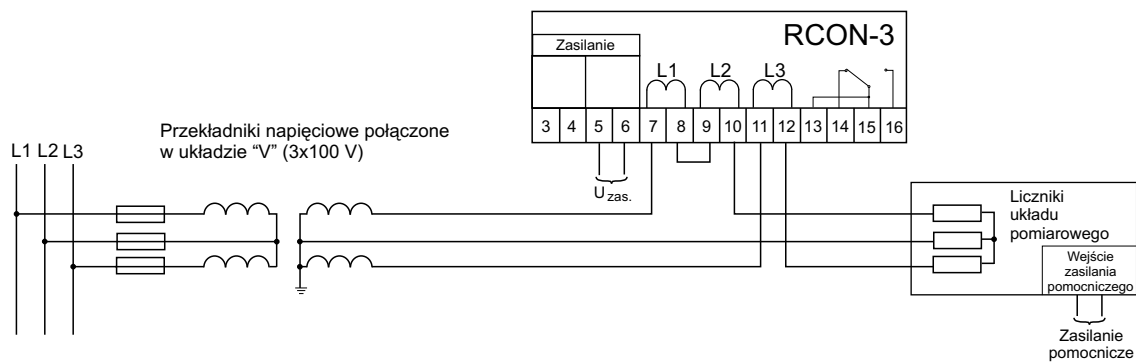 RCON-3
Zasilanie
L1 L2 L3
3 4 5 6 7 8 9 10 11 12 13 14 15 16
Przekładniki napięciowe połączone
w układzie “V” (3x100 V)
L1 L2 L3
U zas.
Liczniki
układu
pomiarowego
Wejście
zasilania
pomocniczego
Zasilanie
pomocnicze